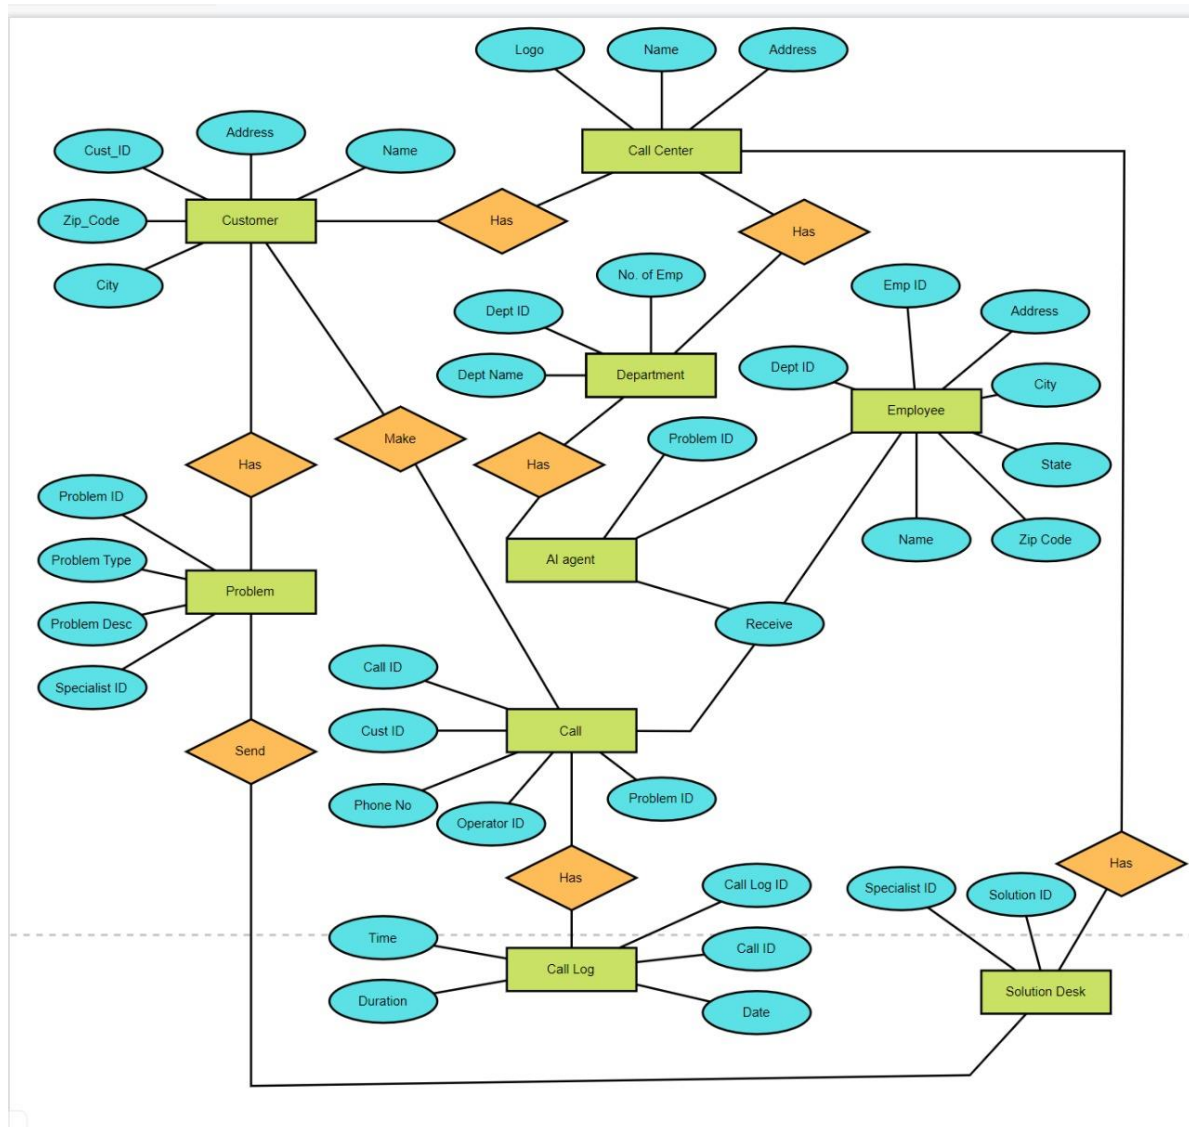 Logo
Name
Address
Call Center
Cust_ID
Address
Name
Zip_Code
Customer
City
Has
Has
No. of Emp
Dept ID
Dept Name
Department
Emp ID
Address
Dept ID
City
Employee
State
Name
Zip Code
Make
Has
Problem ID
Has
AI agent
Receive
Problem ID
Problem Type
Problem
Problem Desc
Specialist ID
Send
Call ID
Cust ID
Call
Phone No
Operator ID
Problem ID
Has
Call Log ID
Time
Call ID
Call Log
Duration
Date
Has
Specialist ID
Solution ID
Solution Desk